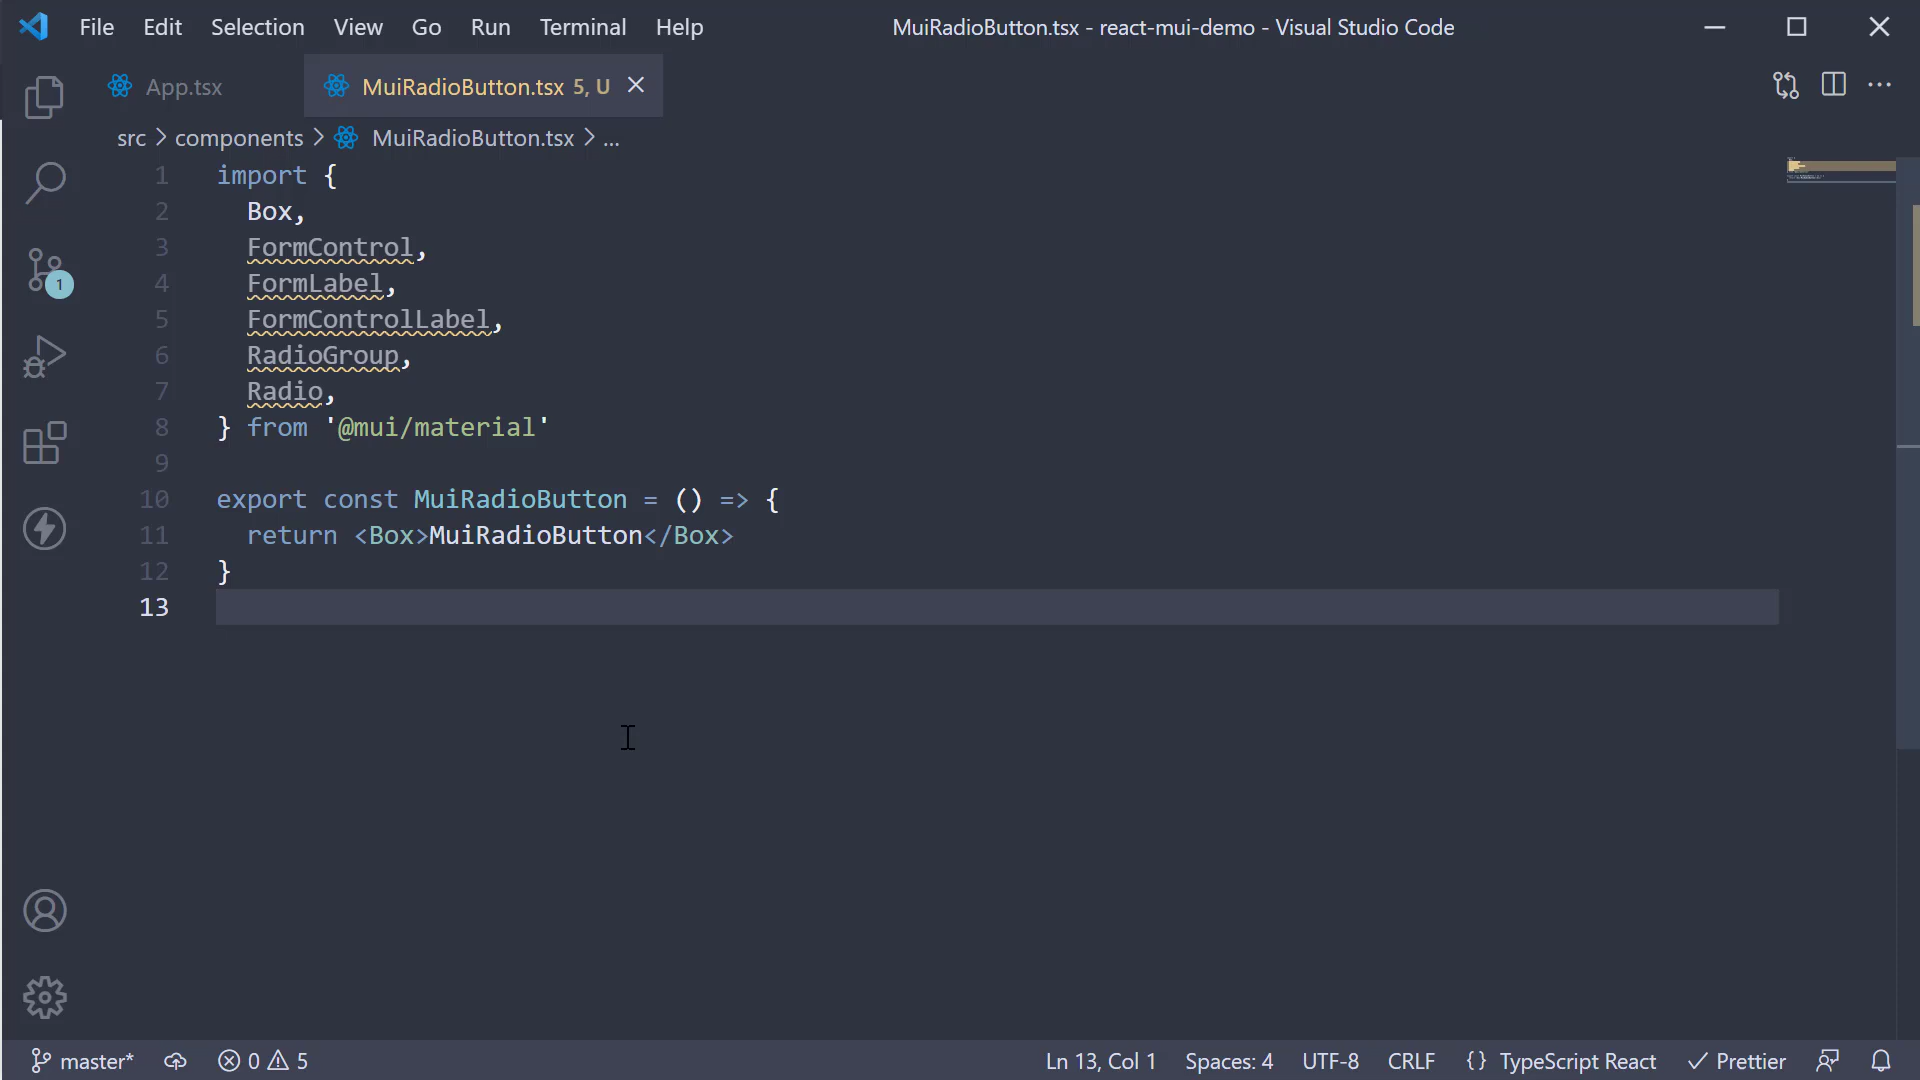 File Edit Selection View Go Run Terminal Help MuiRadioButton.tsx - react-mui-demo - Visual Studio Code
App.tsx MuiRadioButton.tsx 5, U
src > components > MuiRadioButton.tsx > ...
1 import {
2 Box,
3 FormControl,
4 FormLabel,
5 FormControlLabel,
6 RadioGroup,
7 Radio,
8 } from '@mui/material'
9
10 export const MuiRadioButton = () => {
11 return <Box>MuiRadioButton</Box>
12 }
13
1
master* 0 5 Ln 13, Col 1 Spaces: 4 UTF-8 CRLF {} TypeScript React Prettier